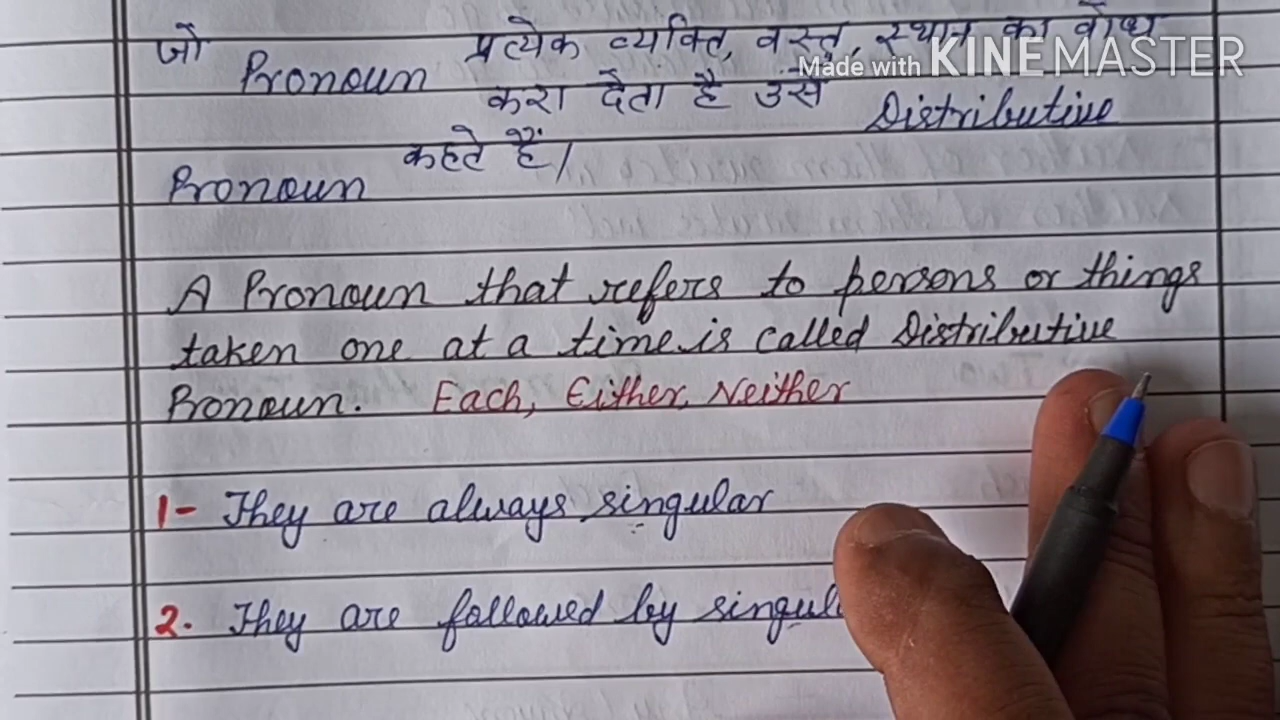 जो Pronoun प्रत्येक व्यक्ति, वस्तु, स्थान का बोध
Made with KINEMASTER
करा देता है उसे Distributive
Pronoun कहते हैं।
A Pronoun that refers to persons or things
taken one at a time is called Distributive
Pronoun. Each, Either, Neither
1- They are always singular
2. They are followed by